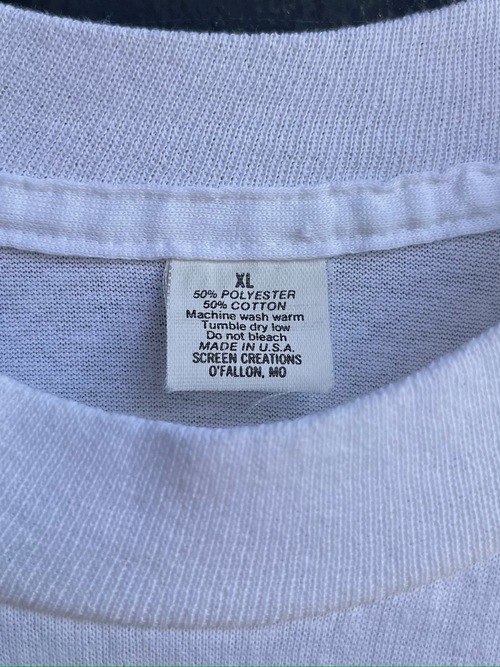 XL
50% POLYESTER
50% COTTON
Machine wash warm
Tumble dry low
Do not bleach
MADE IN U.S.A.
SCREEN CREATIONS
O'FALLON, MO